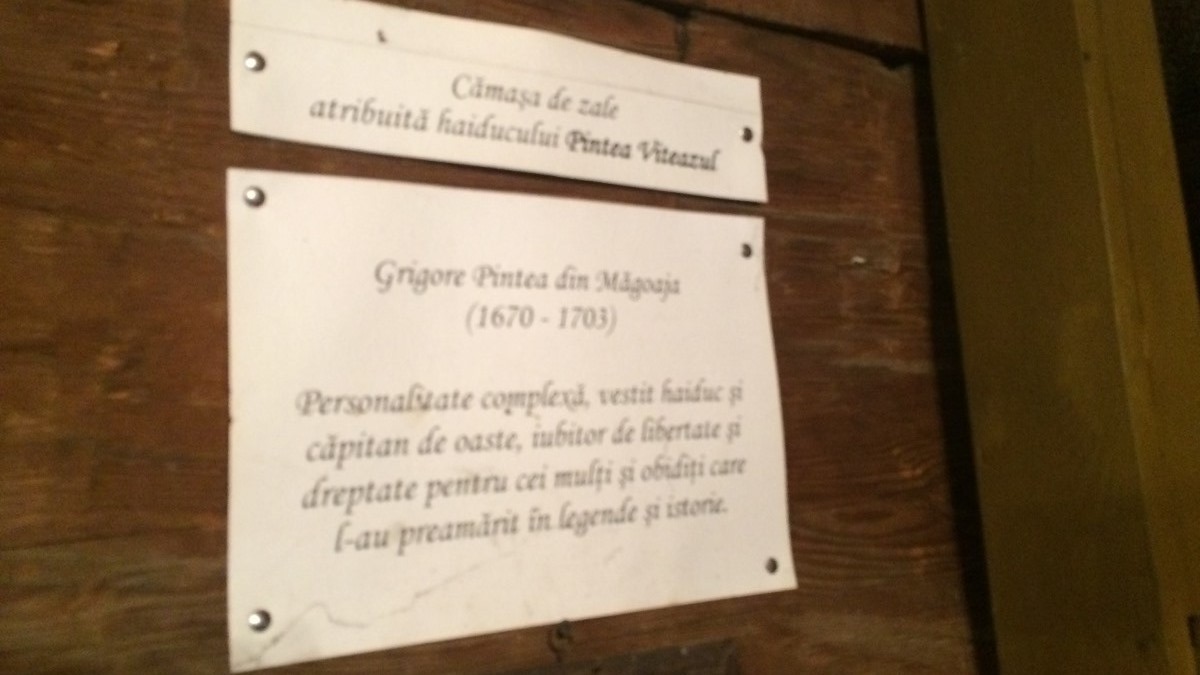 Cămașa de zale
atribuită haiducului Pintea Viteazul
Grigore Pintea din Măgoaja
(1670 - 1703)
Personalitate complexă, vestit haiduc și
căpitan de oaste, iubitor de libertate și
dreptate pentru cei mulți și obidiți care
l-au preamărit în legende și istorie.